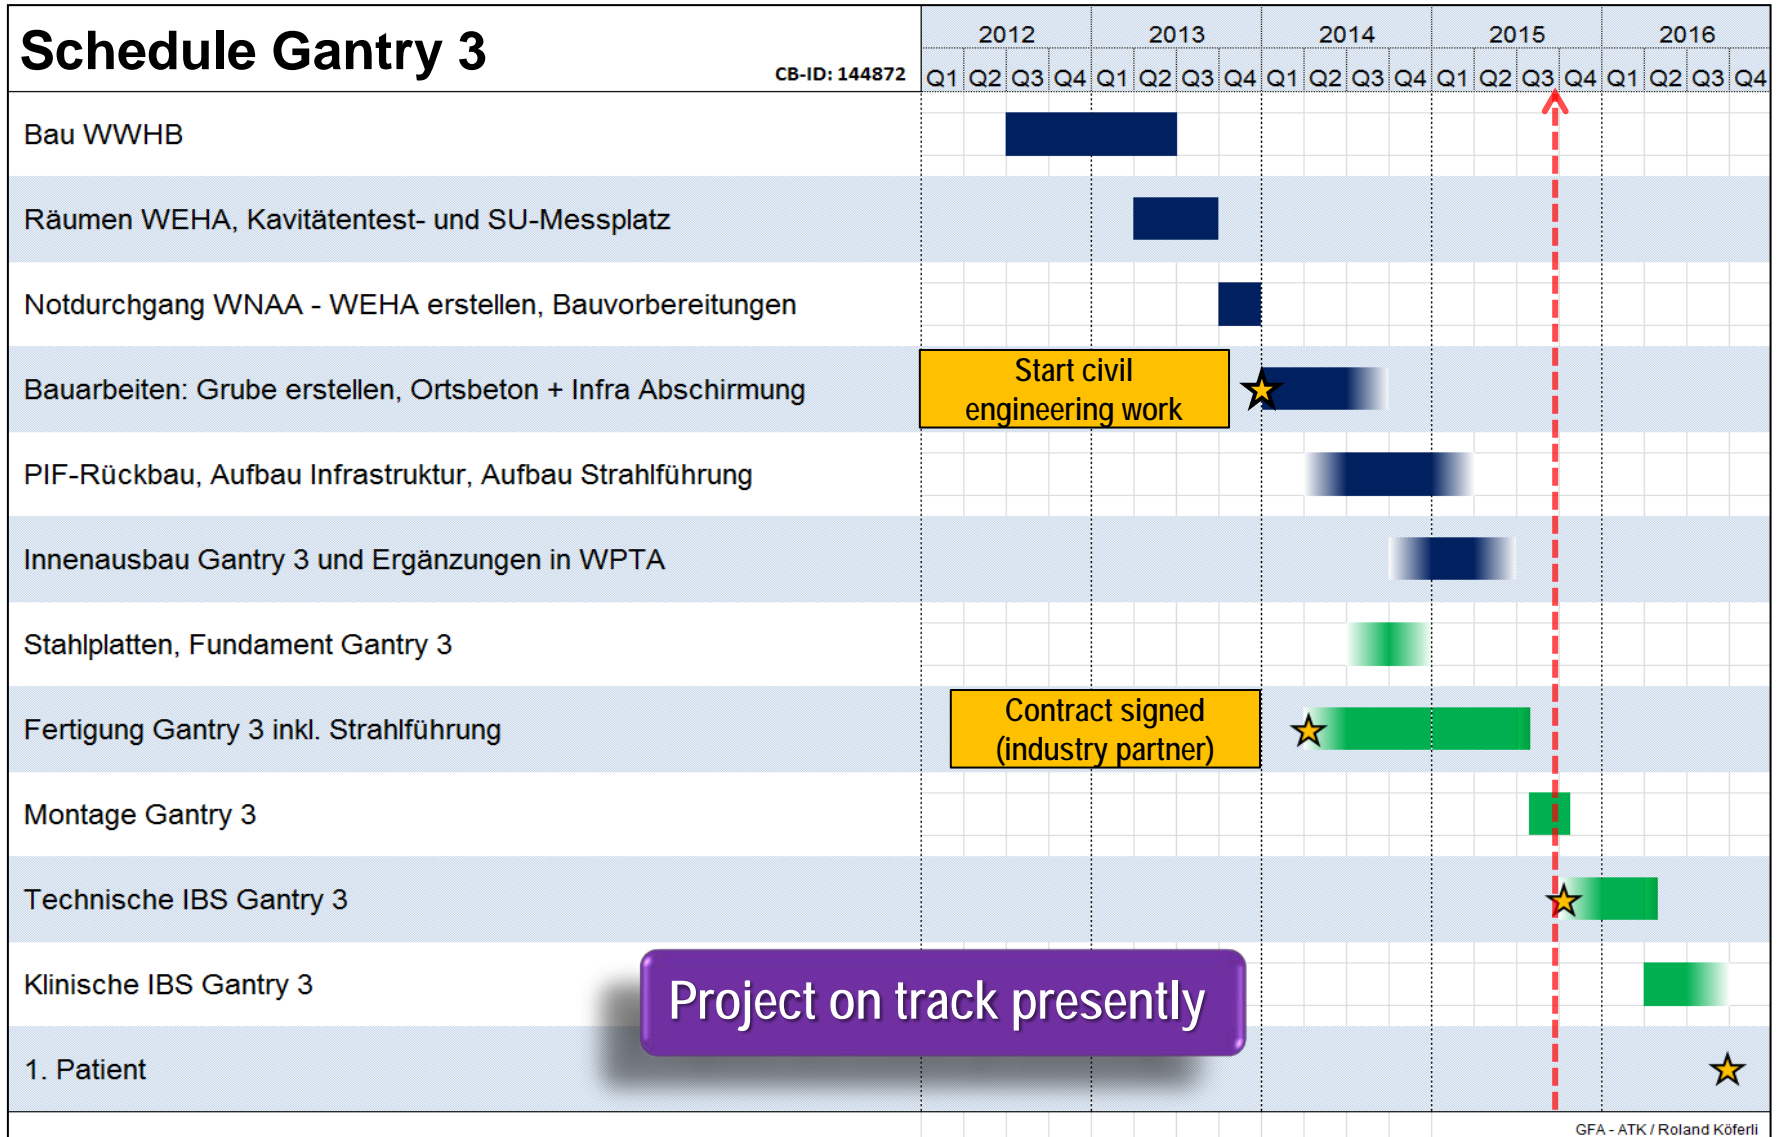 Schedule Gantry 3
CB-ID: 144872
2012 2013 2014 2015 2016
Q1 Q2 Q3 Q4 Q1 Q2 Q3 Q4 Q1 Q2 Q3 Q4 Q1 Q2 Q3 Q4 Q1 Q2 Q3 Q4
Bau WWHB
Räumen WEHA, Kavitätentest- und SU-Messplatz
Notdurchgang WNAA - WEHA erstellen, Bauvorbereitungen
Bauarbeiten: Grube erstellen, Ortsbeton + Infra Abschirmung
Start civil
engineering work
PIF-Rückbau, Aufbau Infrastruktur, Aufbau Strahlführung
Innenausbau Gantry 3 und Ergänzungen in WPTA
Stahlplatten, Fundament Gantry 3
Fertigung Gantry 3 inkl. Strahlführung
Contract signed
(industry partner)
Montage Gantry 3
Technische IBS Gantry 3
Klinische IBS Gantry 3
Project on track presently
1. Patient
GFA - ATK / Roland Köferli